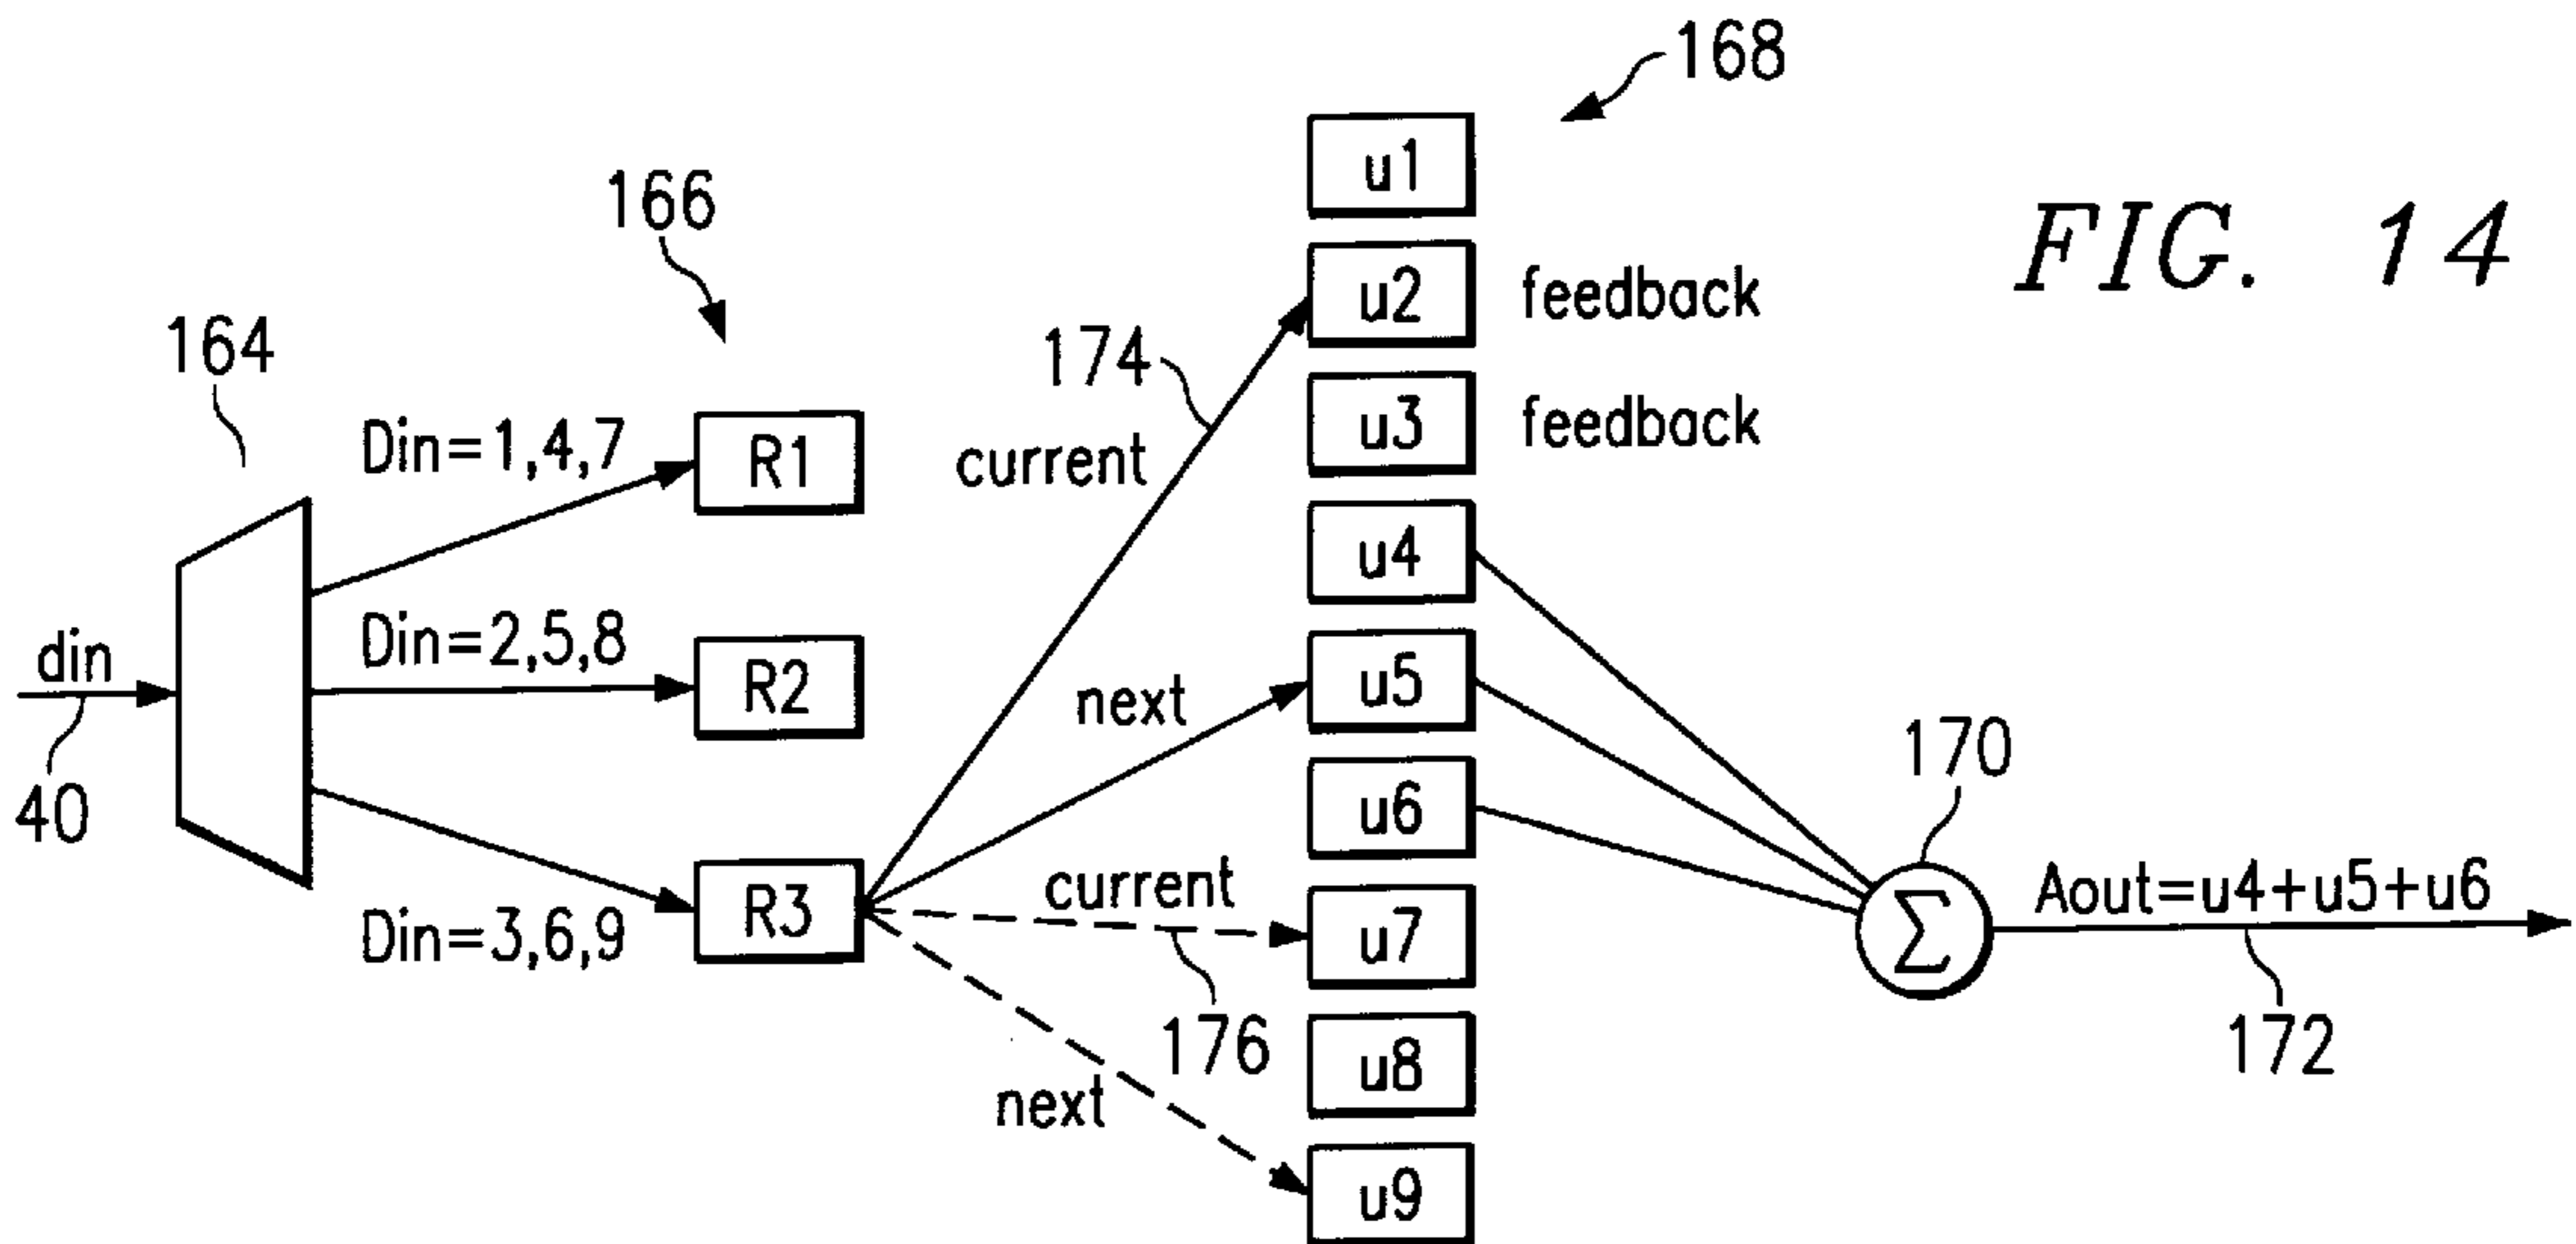 168
u1
FIG. 14
166
u2 feedback
164
174
u3 feedback
Din=1,4,7
R1
current
u4
Din=2,5,8
din
R2
next
u5
40
170
u6
Din=3,6,9
R3
current
u7
Σ
Aout=u4+u5+u6
176
172
u8
next
u9